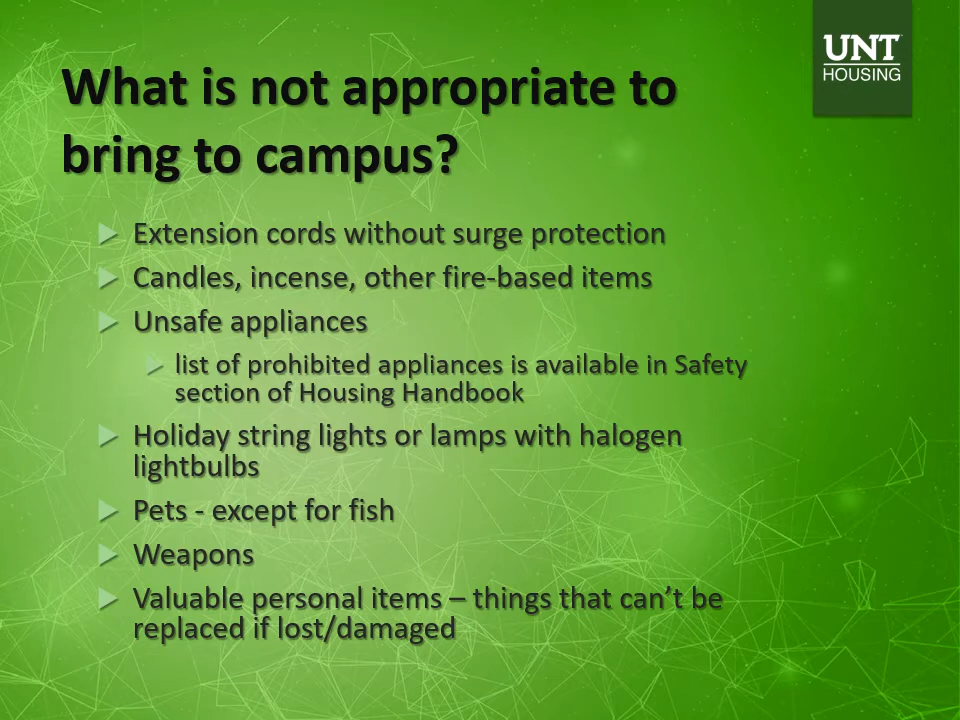 UNT
HOUSING
What is not appropriate to
bring to campus?
Extension cords without surge protection
Candles, incense, other fire-based items
Unsafe appliances
list of prohibited appliances is available in Safety
section of Housing Handbook
Holiday string lights or lamps with halogen
lightbulbs
Pets - except for fish
Weapons
Valuable personal items – things that can’t be
replaced if lost/damaged